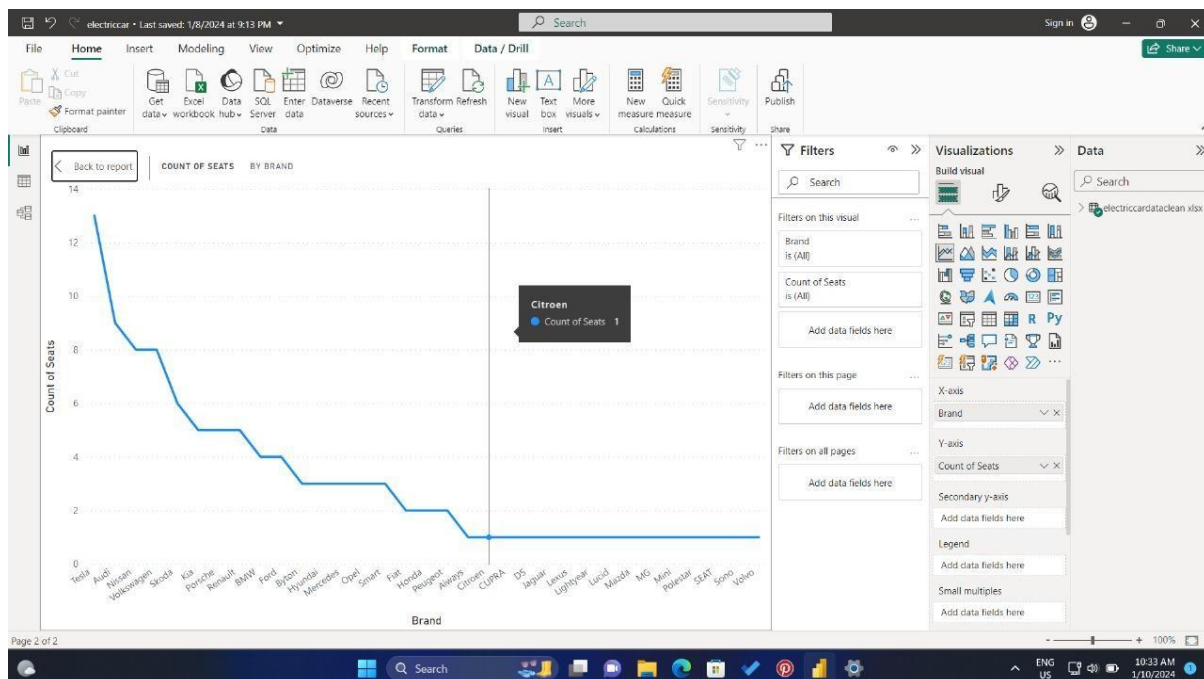 electriccar • Last saved: 1/8/2024 at 9:13 PM
Search
Sign in
File Home Insert Modeling View Optimize Help Format Data / Drill
Share
Paste
Cut
Copy
Format painter
Clipboard
Get data
Excel workbook
Data hub
SQL Server
Enter data
Dataverse
Recent sources
Data
Transform data
Refresh
Queries
New visual
Text box
More visuals
Insert
New measure
Quick measure
Calculations
Sensitivity
Sensitivity
Publish
Share
Back to report
COUNT OF SEATS BY BRAND
Count of Seats
14
12
10
8
6
4
2
0
Citroen
Count of Seats 1
Tesla
Audi
Nissan
Volkswagen
Skoda
Kia
Porsche
Renault
BMW
Ford
Byton
Hyundai
Mercedes
Opel
Smart
Fiat
Honda
Peugeot
Aiways
Citroen
CUPRA
DS
Jaguar
Lexus
Lightyear
Lucid
Mazda
MG
Mini
Polestar
SEAT
Sono
Volvo
Brand
Filters
Search
Filters on this visual
Brand
is (All)
Count of Seats
is (All)
Add data fields here
Filters on this page
Add data fields here
Filters on all pages
Add data fields here
Visualizations
Build visual
R Py
123
X-axis
Brand
Y-axis
Count of Seats
Secondary y-axis
Add data fields here
Legend
Add data fields here
Small multiples
Add data fields here
Data
Search
electriccardataclean xlsx
Page 2 of 2
- + 100%
Search
ENG
US
10:33 AM
1/10/2024
1